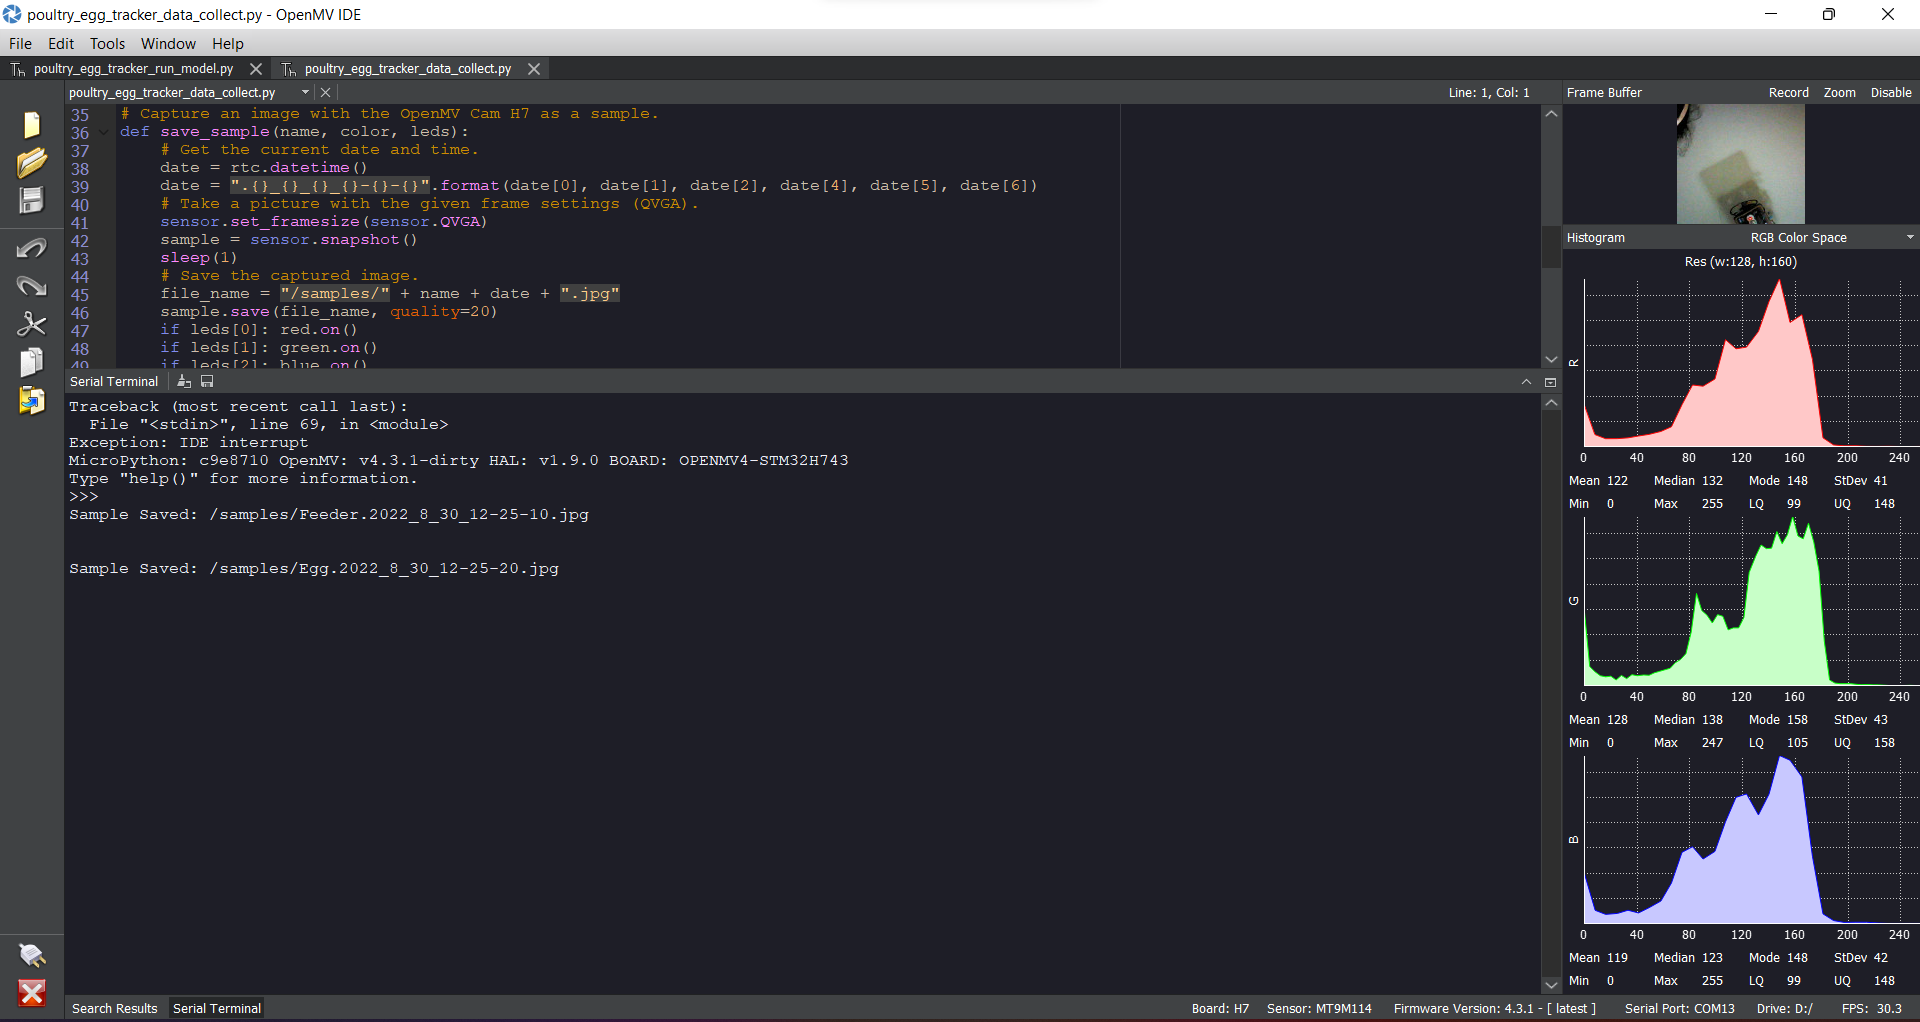 poultry_egg_tracker_data_collect.py - OpenMV IDE
File Edit Tools Window Help
poultry_egg_tracker_run_model.py poultry_egg_tracker_data_collect.py
poultry_egg_tracker_data_collect.py Line: 1, Col: 1
35 # Capture an image with the OpenMV Cam H7 as a sample.
36 def save_sample(name, color, leds):
37 # Get the current date and time.
38 date = rtc.datetime()
39 date = ".{}_{}_{}_{}-{}-{}".format(date[0], date[1], date[2], date[4], date[5], date[6])
40 # Take a picture with the given frame settings (QVGA).
41 sensor.set_framesize(sensor.QVGA)
42 sample = sensor.snapshot()
43 sleep(1)
44 # Save the captured image.
45 file_name = "/samples/" + name + date + ".jpg"
46 sample.save(file_name, quality=20)
47 if leds[0]: red.on()
48 if leds[1]: green.on()
49 if leds[2]: blue.on()
Serial Terminal
Traceback (most recent call last):
File "<stdin>", line 69, in <module>
Exception: IDE interrupt
MicroPython: c9e8710 OpenMV: v4.3.1-dirty HAL: v1.9.0 BOARD: OPENMV4-STM32H743
Type "help()" for more information.
>>>
Sample Saved: /samples/Feeder.2022_8_30_12-25-10.jpg
Sample Saved: /samples/Egg.2022_8_30_12-25-20.jpg
Frame Buffer Record Zoom Disable
Histogram RGB Color Space
Res (w:128, h:160)
R
0 40 80 120 160 200 240
Mean 122 Median 132 Mode 148 StDev 41
Min 0 Max 255 LQ 99 UQ 148
G
0 40 80 120 160 200 240
Mean 128 Median 138 Mode 158 StDev 43
Min 0 Max 247 LQ 105 UQ 158
B
0 40 80 120 160 200 240
Mean 119 Median 123 Mode 148 StDev 42
Min 0 Max 255 LQ 99 UQ 148
Search Results Serial Terminal
Board: H7 Sensor: MT9M114 Firmware Version: 4.3.1 - [ latest ] Serial Port: COM13 Drive: D:/ FPS: 30.3